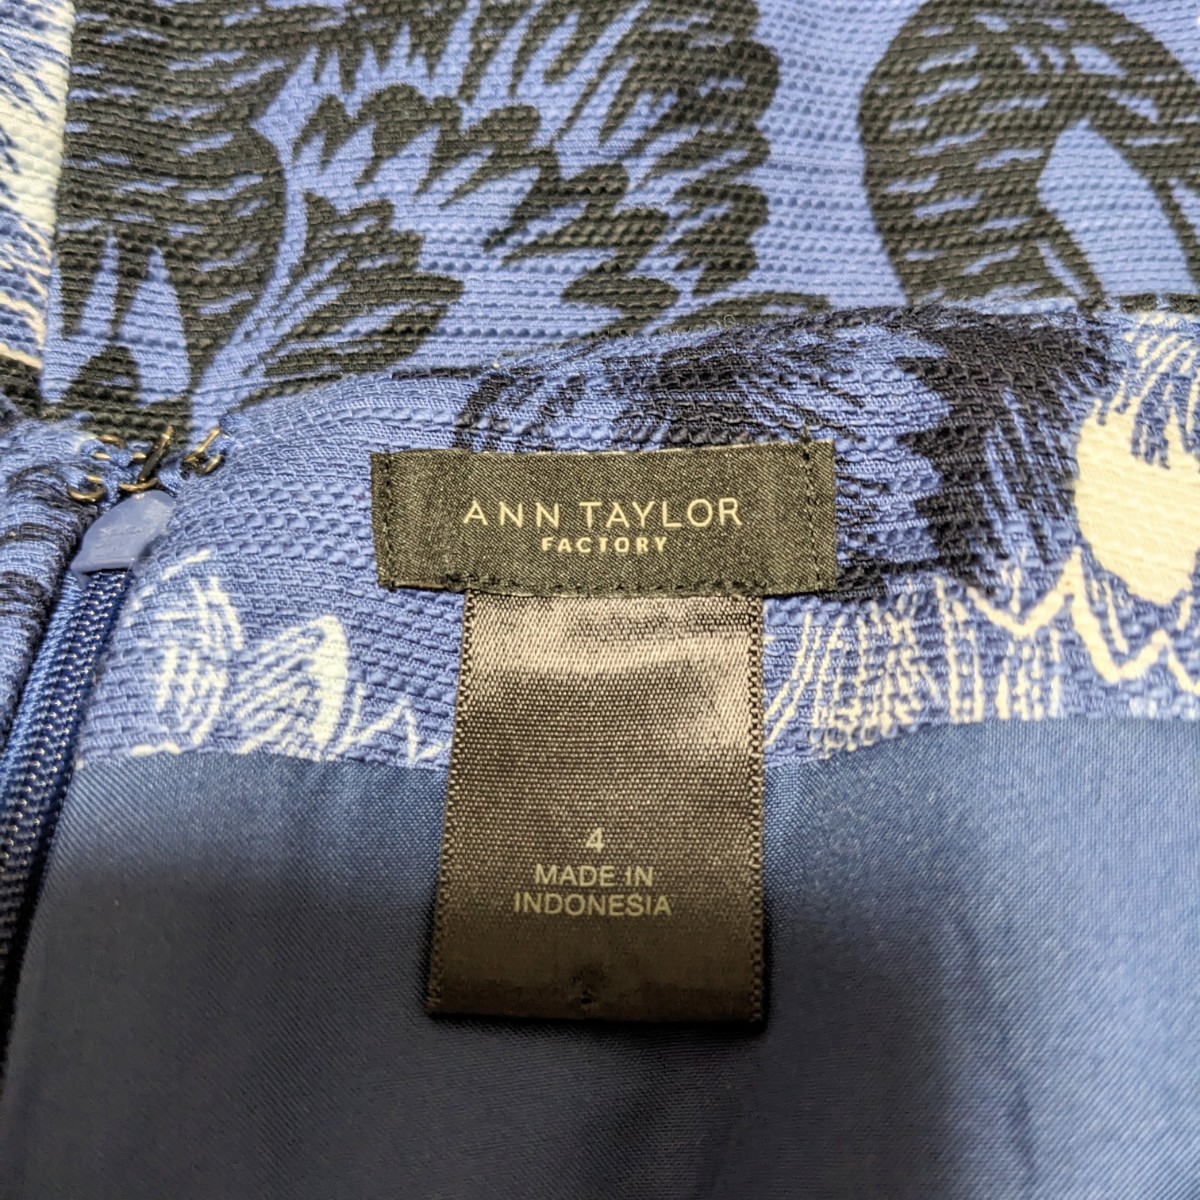 ANN TAYLOR
FACTORY
4
MADE IN
INDONESIA